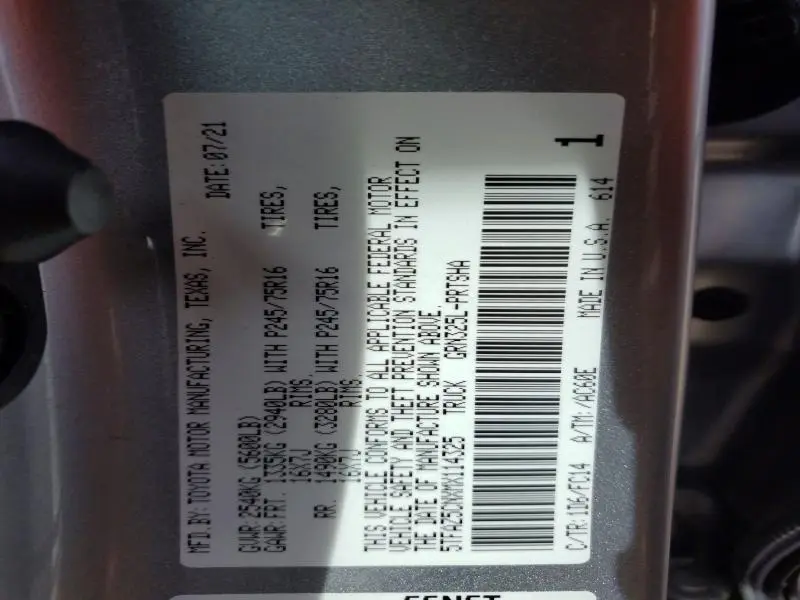 MFD.BY: TOYOTA MOTOR MANUFACTURING, TEXAS, INC. DATE: 07/21
GVWR: 2540KG (5600LB)
GAWR: FRT. 1335KG (2940LB) WITH P245/75R16 TIRES,
16X7J RIMS.
RR. 1490KG (3280LB) WITH P245/75R16 TIRES,
16X7J RIMS.
THIS VEHICLE CONFORMS TO ALL APPLICABLE FEDERAL MOTOR
VEHICLE SAFETY AND THEFT PREVENTION STANDARDS IN EFFECT ON
THE DATE OF MANUFACTURE SHOWN ABOVE.
TRUCK GRN325L-PRTSHA
1
C/TR: 1D6/FC14 A/TM: /AC60E MADE IN U.S.A. 614